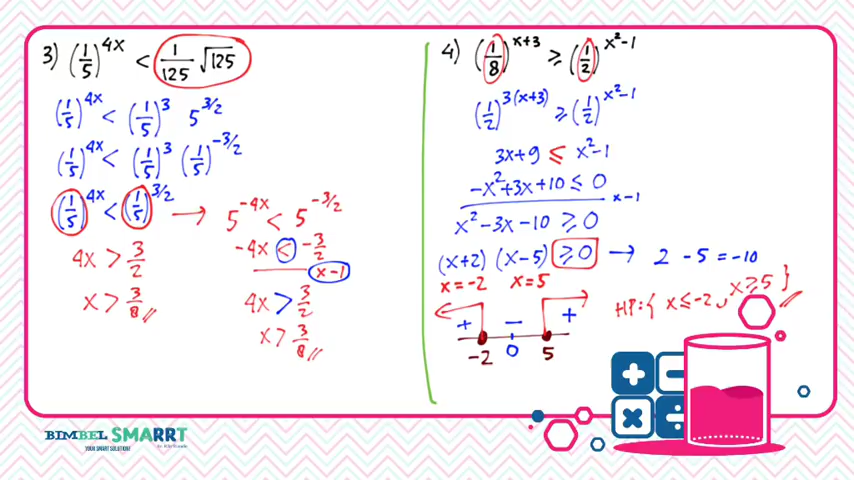 3) (1/5)^4x < 1/125 √125
(1/5)^4x < (1/5)^3 5^3/2
(1/5)^4x < (1/5)^3 (1/5)^-3/2
(1/5)^4x < (1/5)^3/2 → 5^-4x < 5^-3/2
4x > 3/2
x > 3/8
-4x < -3/2
x-1
4x > 3/2
x > 3/8
4) (1/8)^x+3 ≥ (1/2)^x²-1
(1/2)^3(x+3) ≥ (1/2)^x²-1
3x+9 ≤ x²-1
-x²+3x+10 ≤ 0
x-1
x²-3x-10 ≥ 0
(x+2) (x-5) ≥0 → 2 -5 = -10
x=-2 x=5
HP:{ x≤-2 ∪ x≥5 }
+ - +
-2 0 5
BIMBEL SMARRT
YOUR SMART SOLUTION!